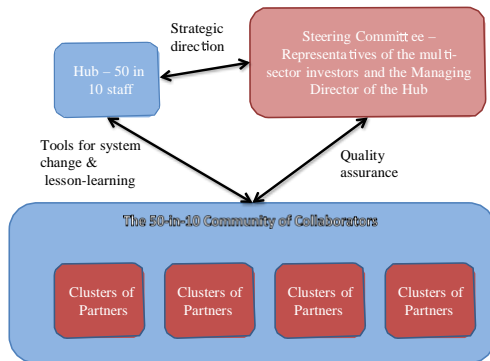 Strategic
direction
Steering Committee –
Representatives of the multi-
sector investors and the Managing
Director of the Hub
Hub – 50 in
10 staff
Tools for system
change &
lesson-learning
Quality
assurance
The 50-in-10 Community of Collaborators
Clusters of
Partners
Clusters of
Partners
Clusters of
Partners
Clusters of
Partners